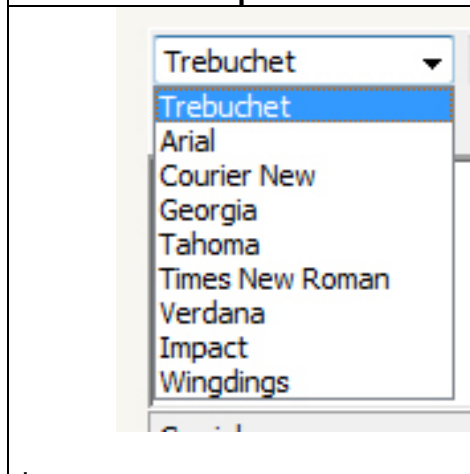 Trebuchet
Trebuchet
Arial
Courier New
Georgia
Tahoma
Times New Roman
Verdana
Impact
Wingdings